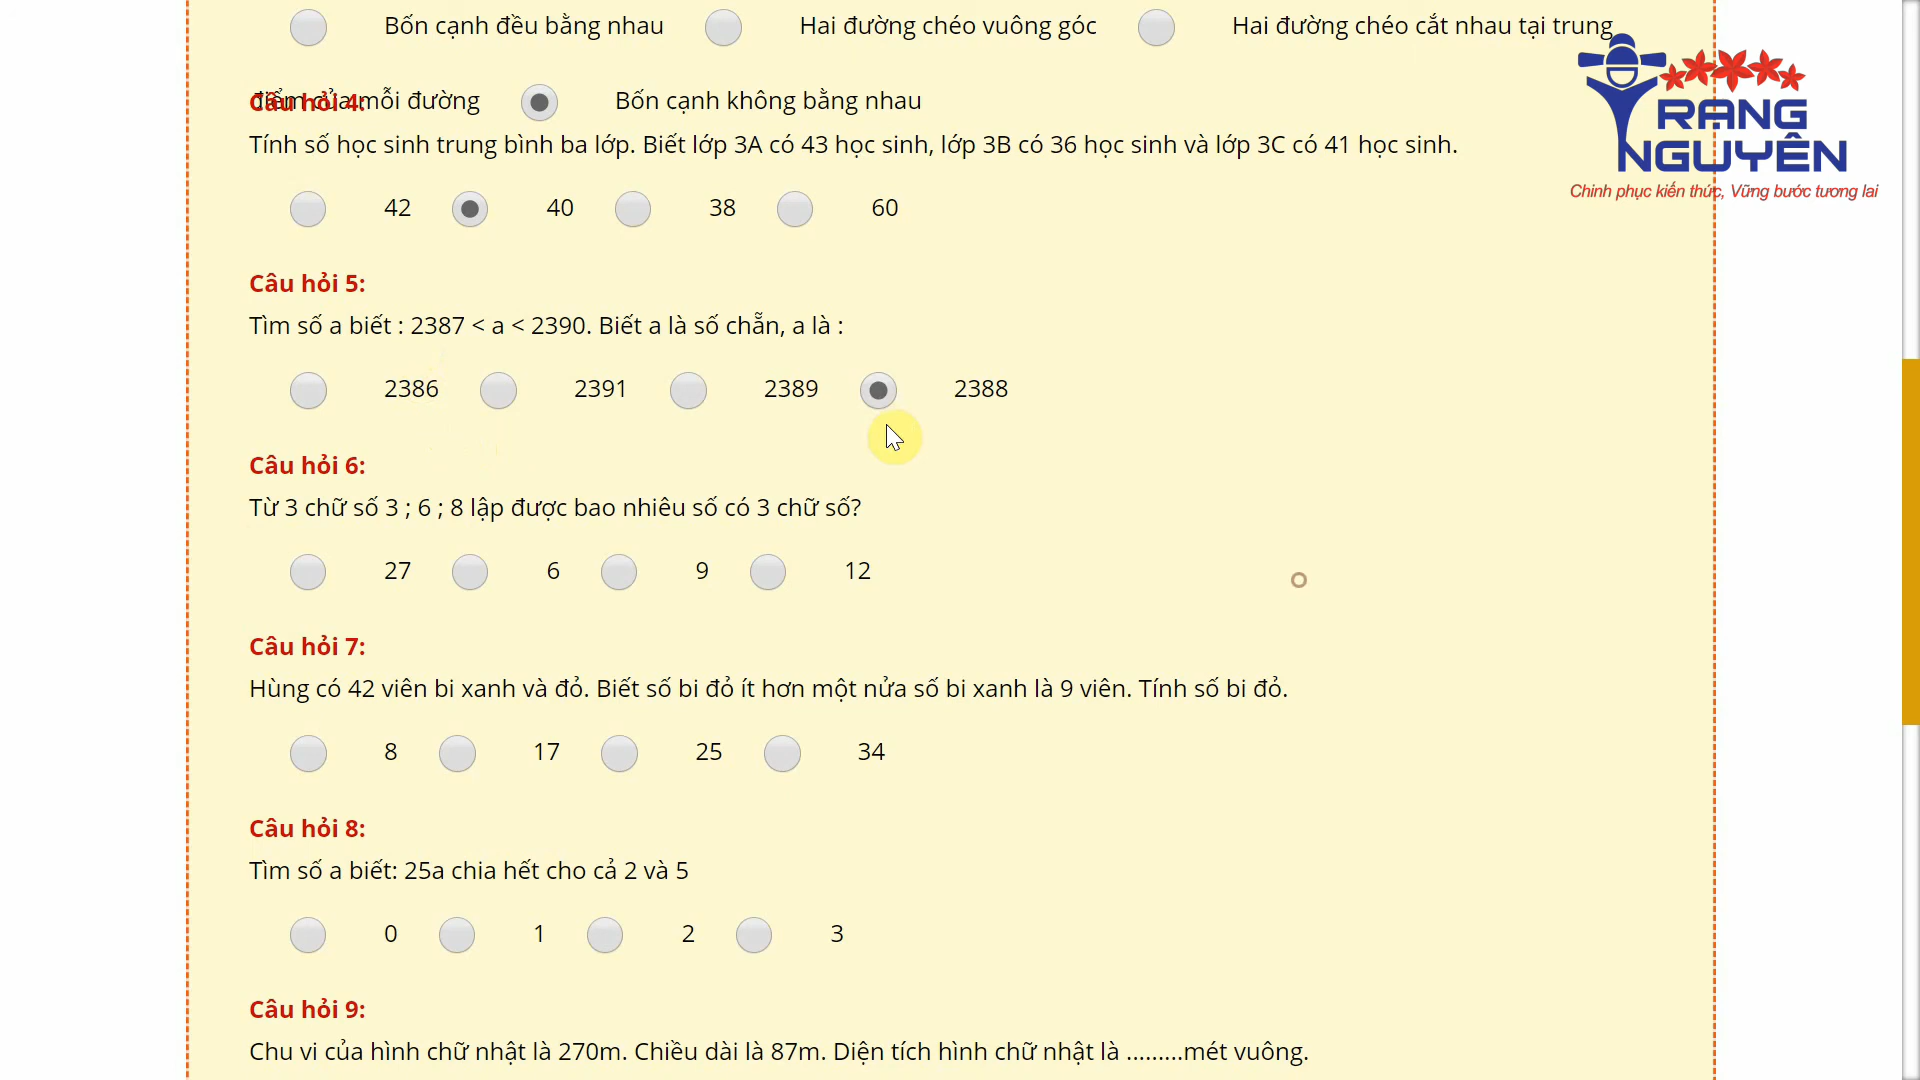 Bốn cạnh đều bằng nhau Hai đường chéo vuông góc Hai đường chéo cắt nhau tại trung
điểm của mỗi đường Bốn cạnh không bằng nhau
Câu hỏi 4:
Tính số học sinh trung bình ba lớp. Biết lớp 3A có 43 học sinh, lớp 3B có 36 học sinh và lớp 3C có 41 học sinh.
42 40 38 60
Câu hỏi 5:
Tìm số a biết : 2387 < a < 2390. Biết a là số chẵn, a là :
2386 2391 2389 2388
Câu hỏi 6:
Từ 3 chữ số 3 ; 6 ; 8 lập được bao nhiêu số có 3 chữ số?
27 6 9 12
Câu hỏi 7:
Hùng có 42 viên bi xanh và đỏ. Biết số bi đỏ ít hơn một nửa số bi xanh là 9 viên. Tính số bi đỏ.
8 17 25 34
Câu hỏi 8:
Tìm số a biết: 25a chia hết cho cả 2 và 5
0 1 2 3
Câu hỏi 9:
Chu vi của hình chữ nhật là 270m. Chiều dài là 87m. Diện tích hình chữ nhật là .........mét vuông.
TRẠNG
NGUYÊN
Chinh phục kiến thức, Vững bước tương lai